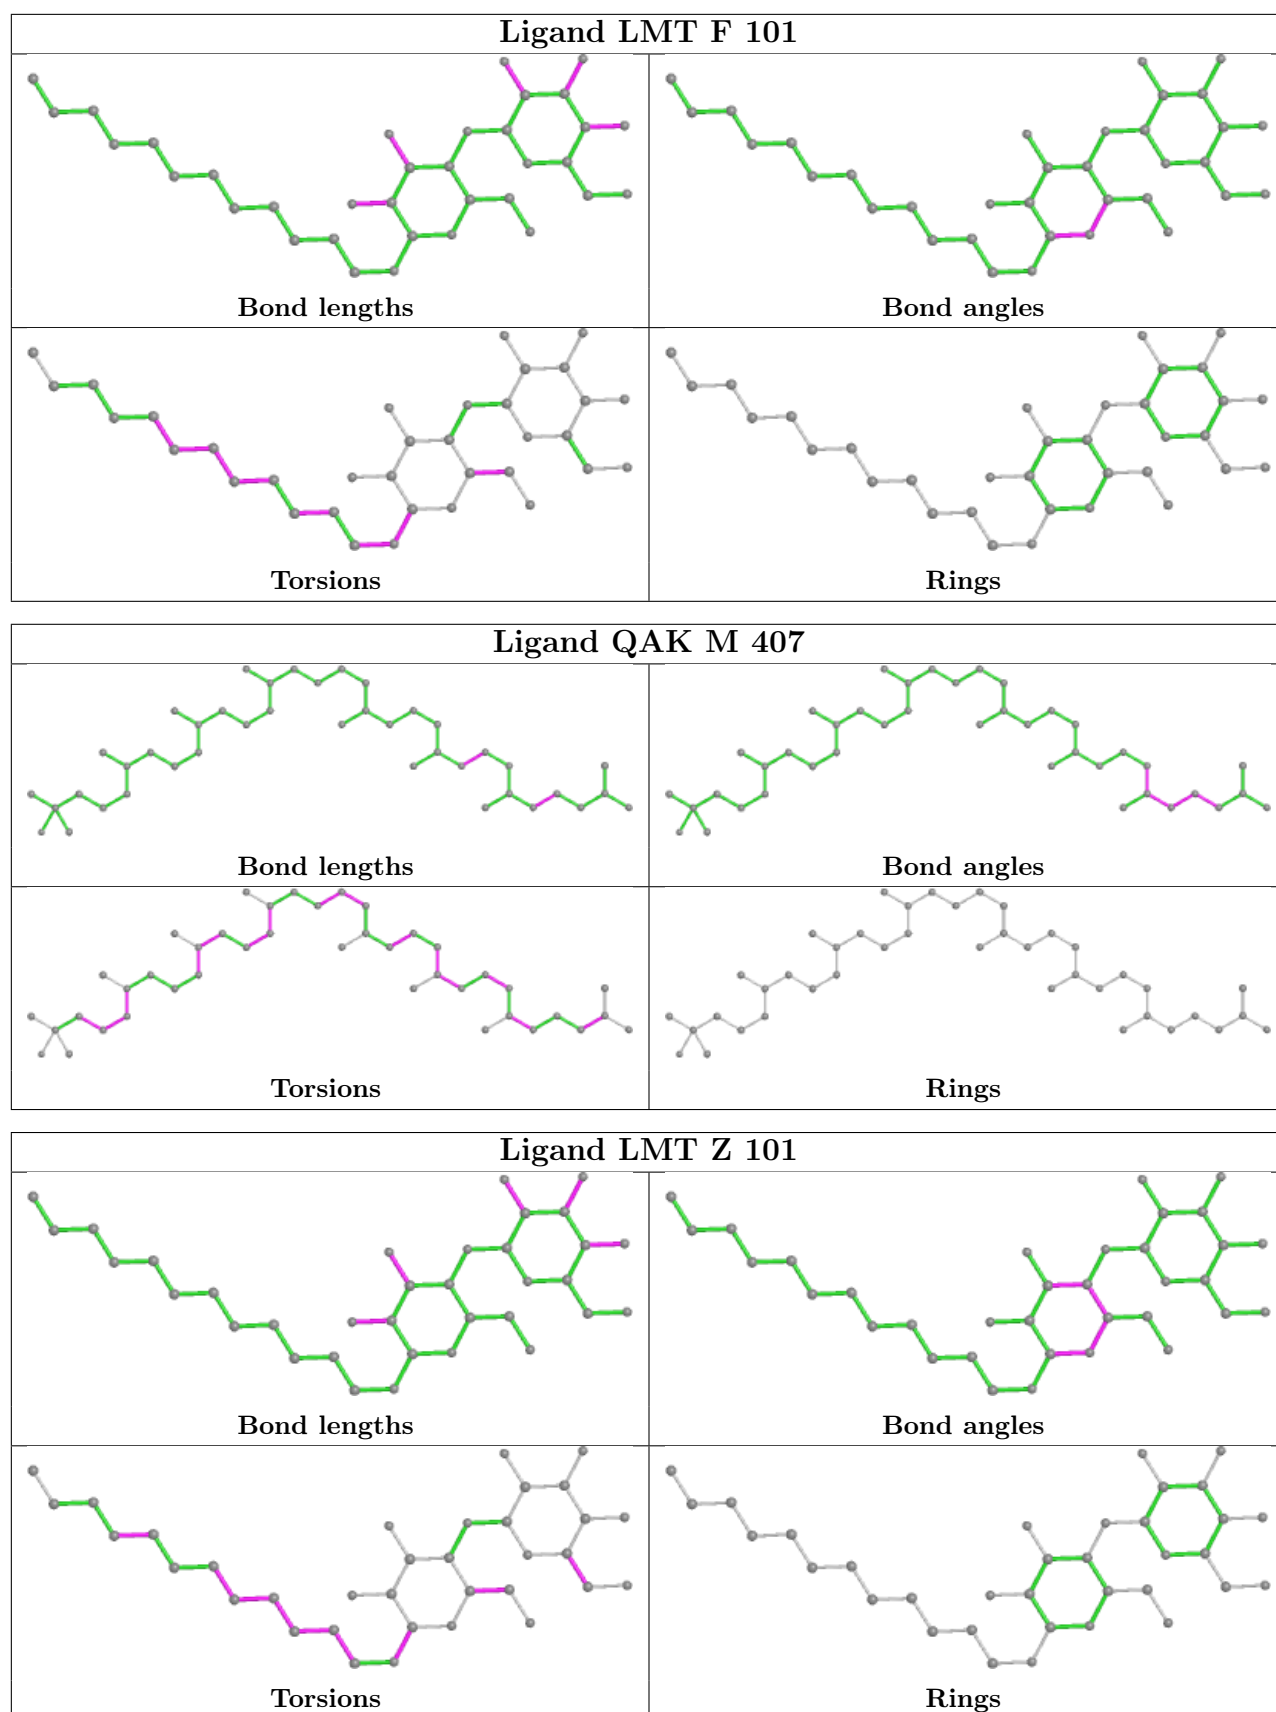 Ligand LMT F 101
Bond lengths
Bond angles
Torsions
Rings
Ligand QAK M 407
Bond lengths
Bond angles
Torsions
Rings
Ligand LMT Z 101
Bond lengths
Bond angles
Torsions
Rings